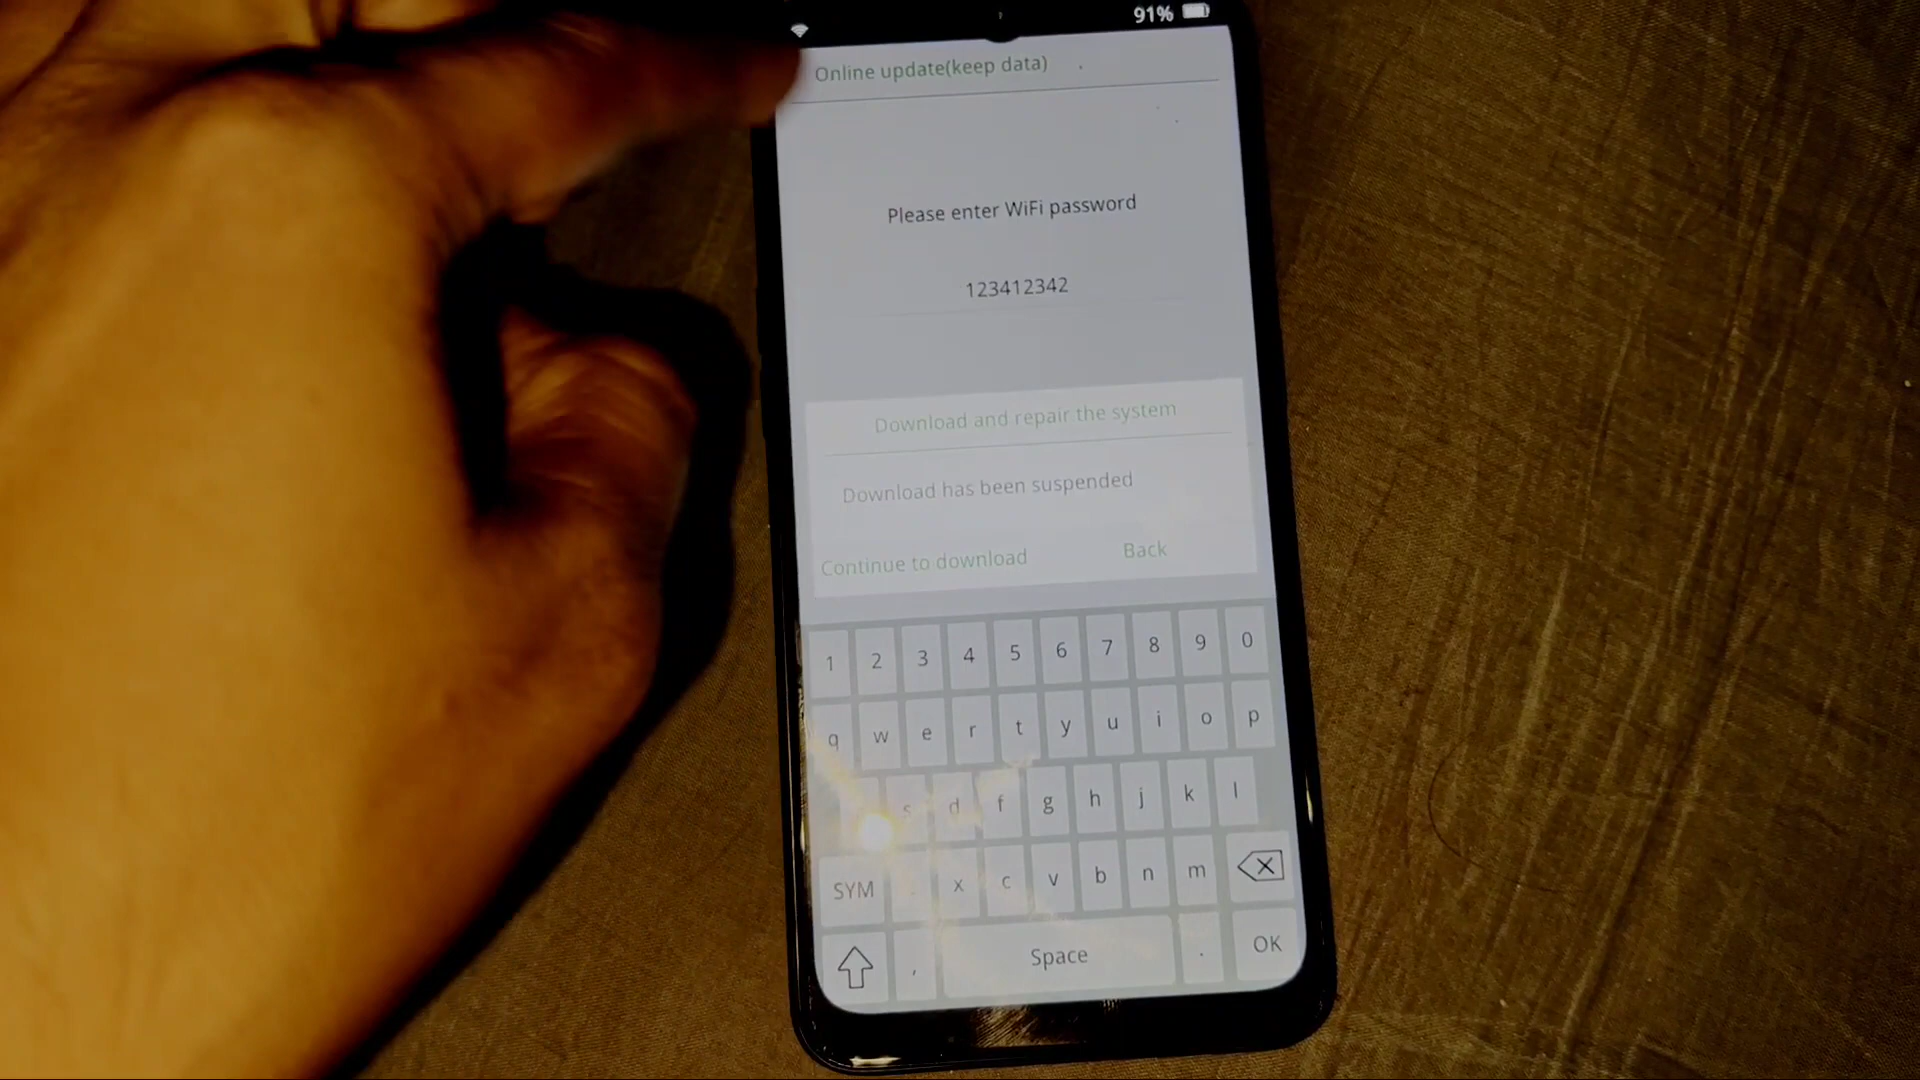 91%
Online update(keep data)
Please enter WiFi password
123412342
Download and repair the system
Download has been suspended
Continue to download Back
1 2 3 4 5 6 7 8 9 0
q w e r t y u i o p
s d f g h j k l
SYM x c v b n m
, Space . OK